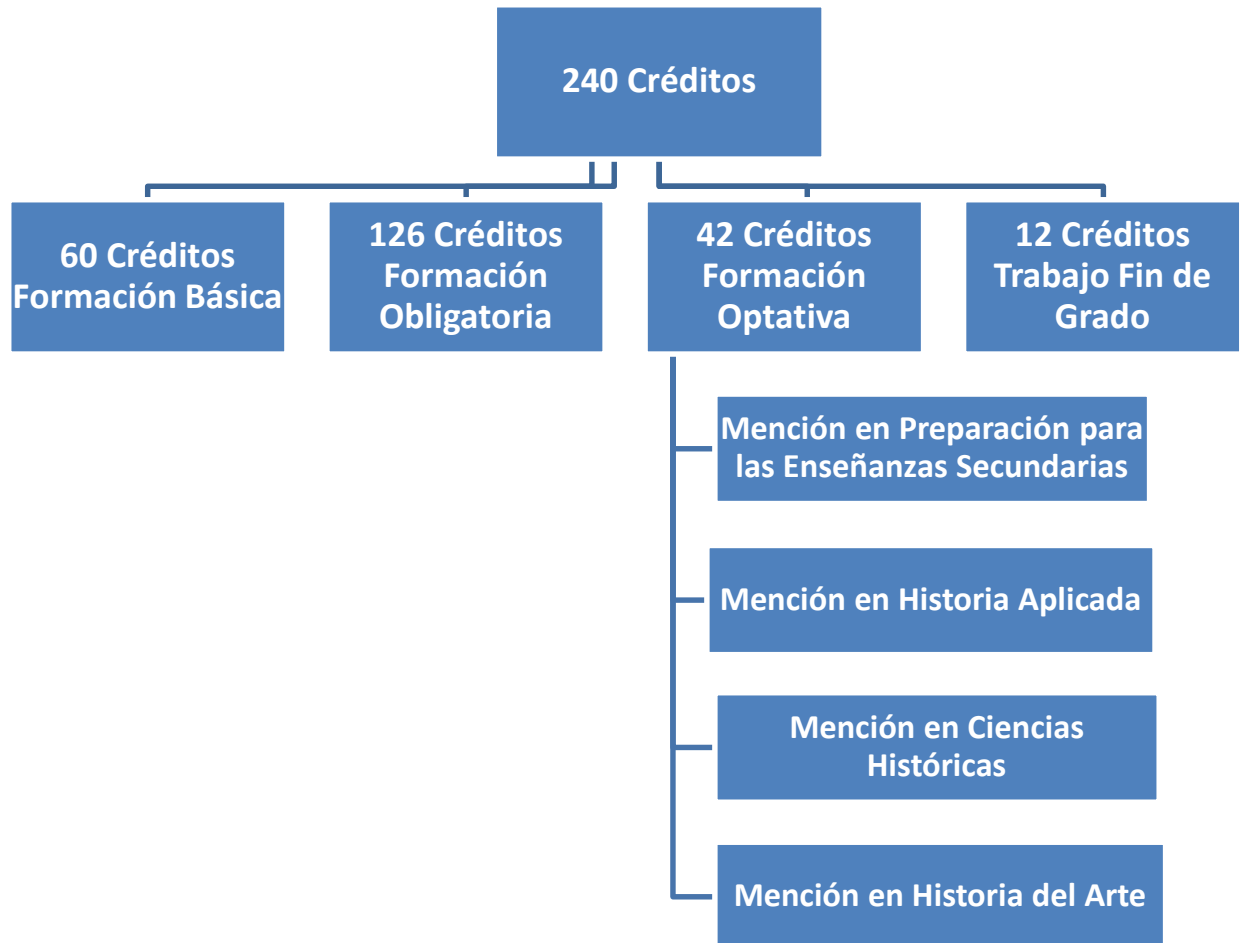 240 Créditos
60 Créditos
Formación Básica
126 Créditos
Formación
Obligatoria
42 Créditos
Formación
Optativa
12 Créditos
Trabajo Fin de
Grado
Mención en Preparación para
las Enseñanzas Secundarias
Mención en Historia Aplicada
Mención en Ciencias
Históricas
Mención en Historia del Arte